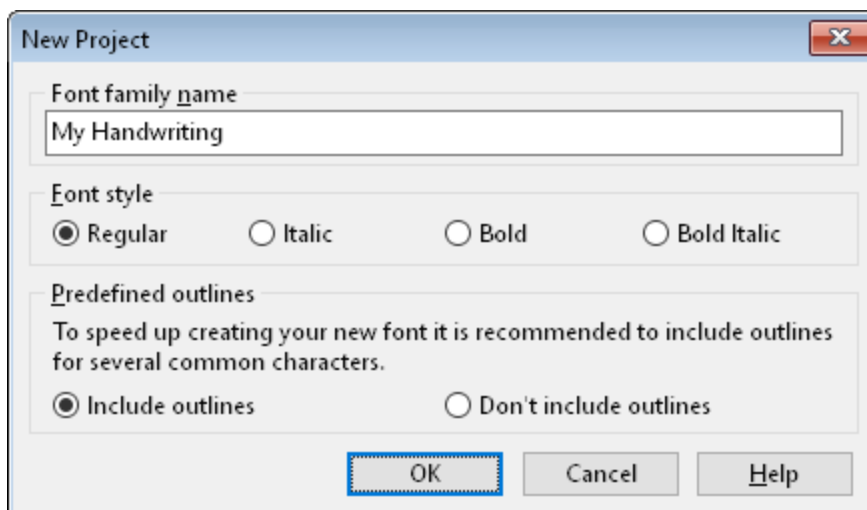 New Project
Font family name
My Handwriting
Font style
Regular Italic Bold Bold Italic
Predefined outlines
To speed up creating your new font it is recommended to include outlines
for several common characters.
Include outlines Don't include outlines
OK Cancel Help